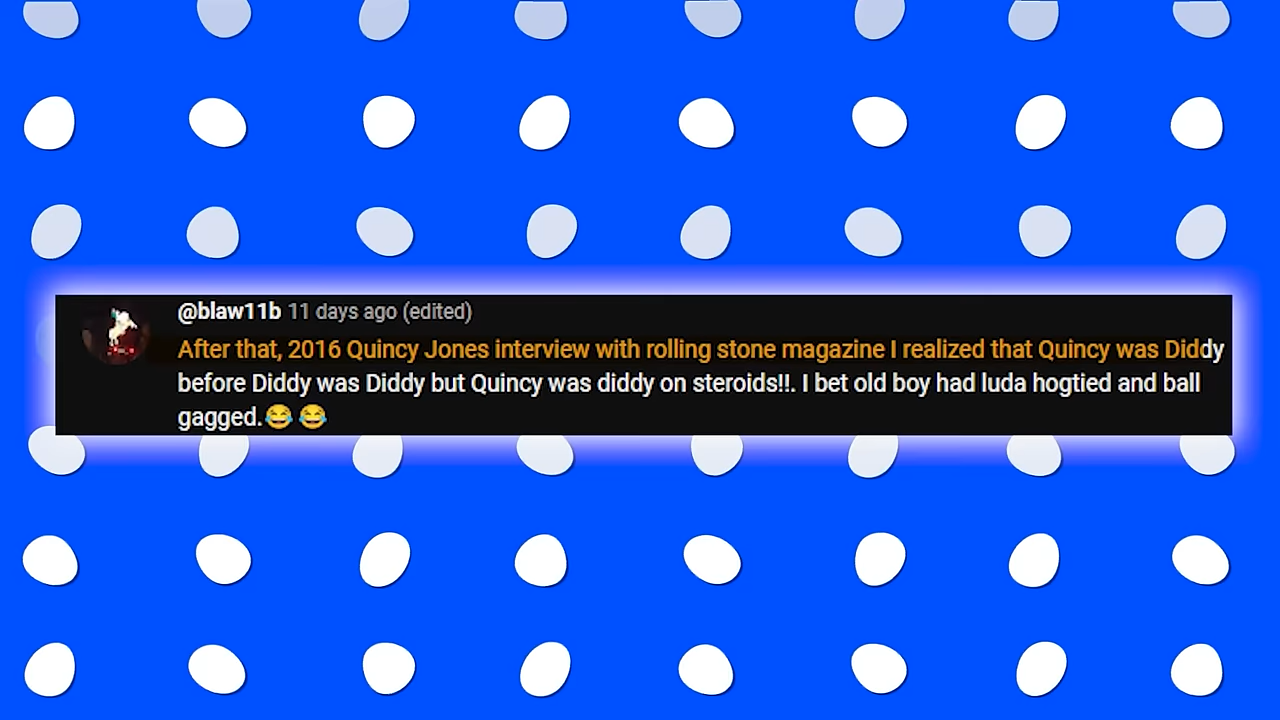 @blaw11b 11 days ago (edited)
After that, 2016 Quincy Jones interview with rolling stone magazine I realized that Quincy was Diddy
before Diddy was Diddy but Quincy was diddy on steroids!!. I bet old boy had luda hogtied and ball
gagged.😂 😂